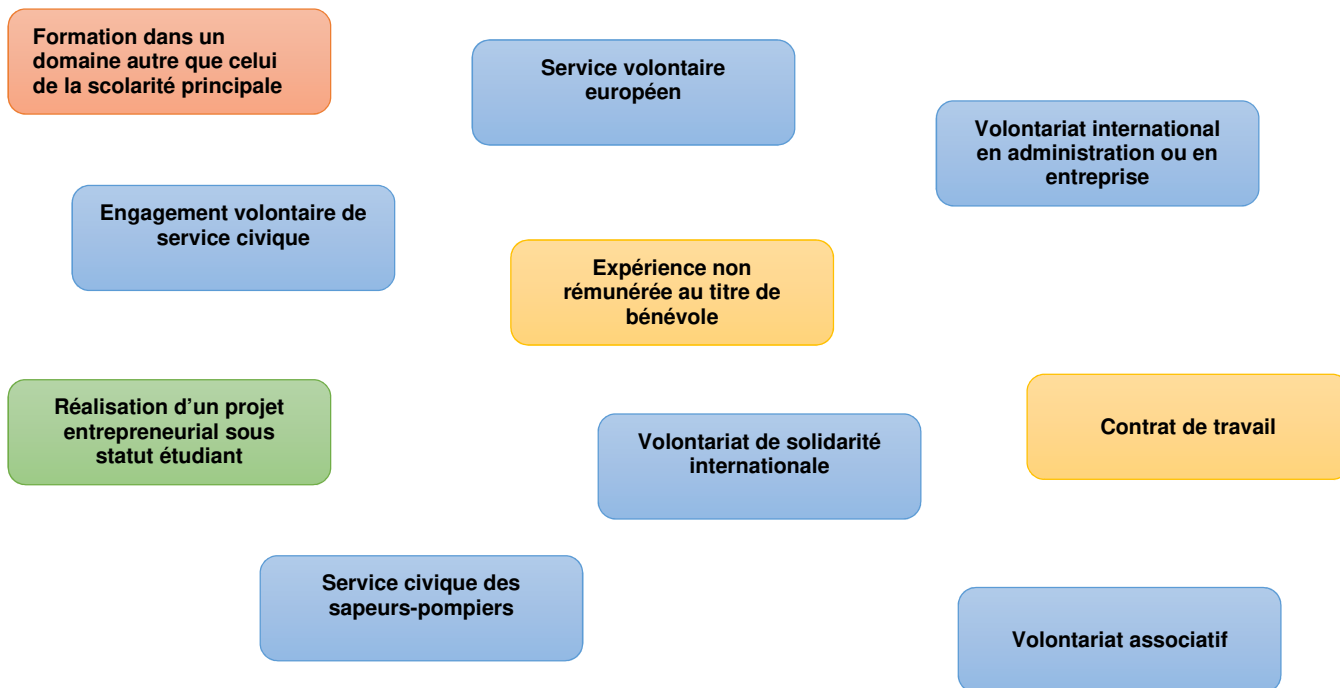 Formation dans un
domaine autre que celui
de la scolarité principale
Service volontaire
européen
Volontariat international
en administration ou en
entreprise
Engagement volontaire de
service civique
Expérience non
rémunérée au titre de
bénévole
Réalisation d’un projet
entrepreneurial sous
statut étudiant
Volontariat de solidarité
internationale
Contrat de travail
Service civique des
sapeurs-pompiers
Volontariat associatif